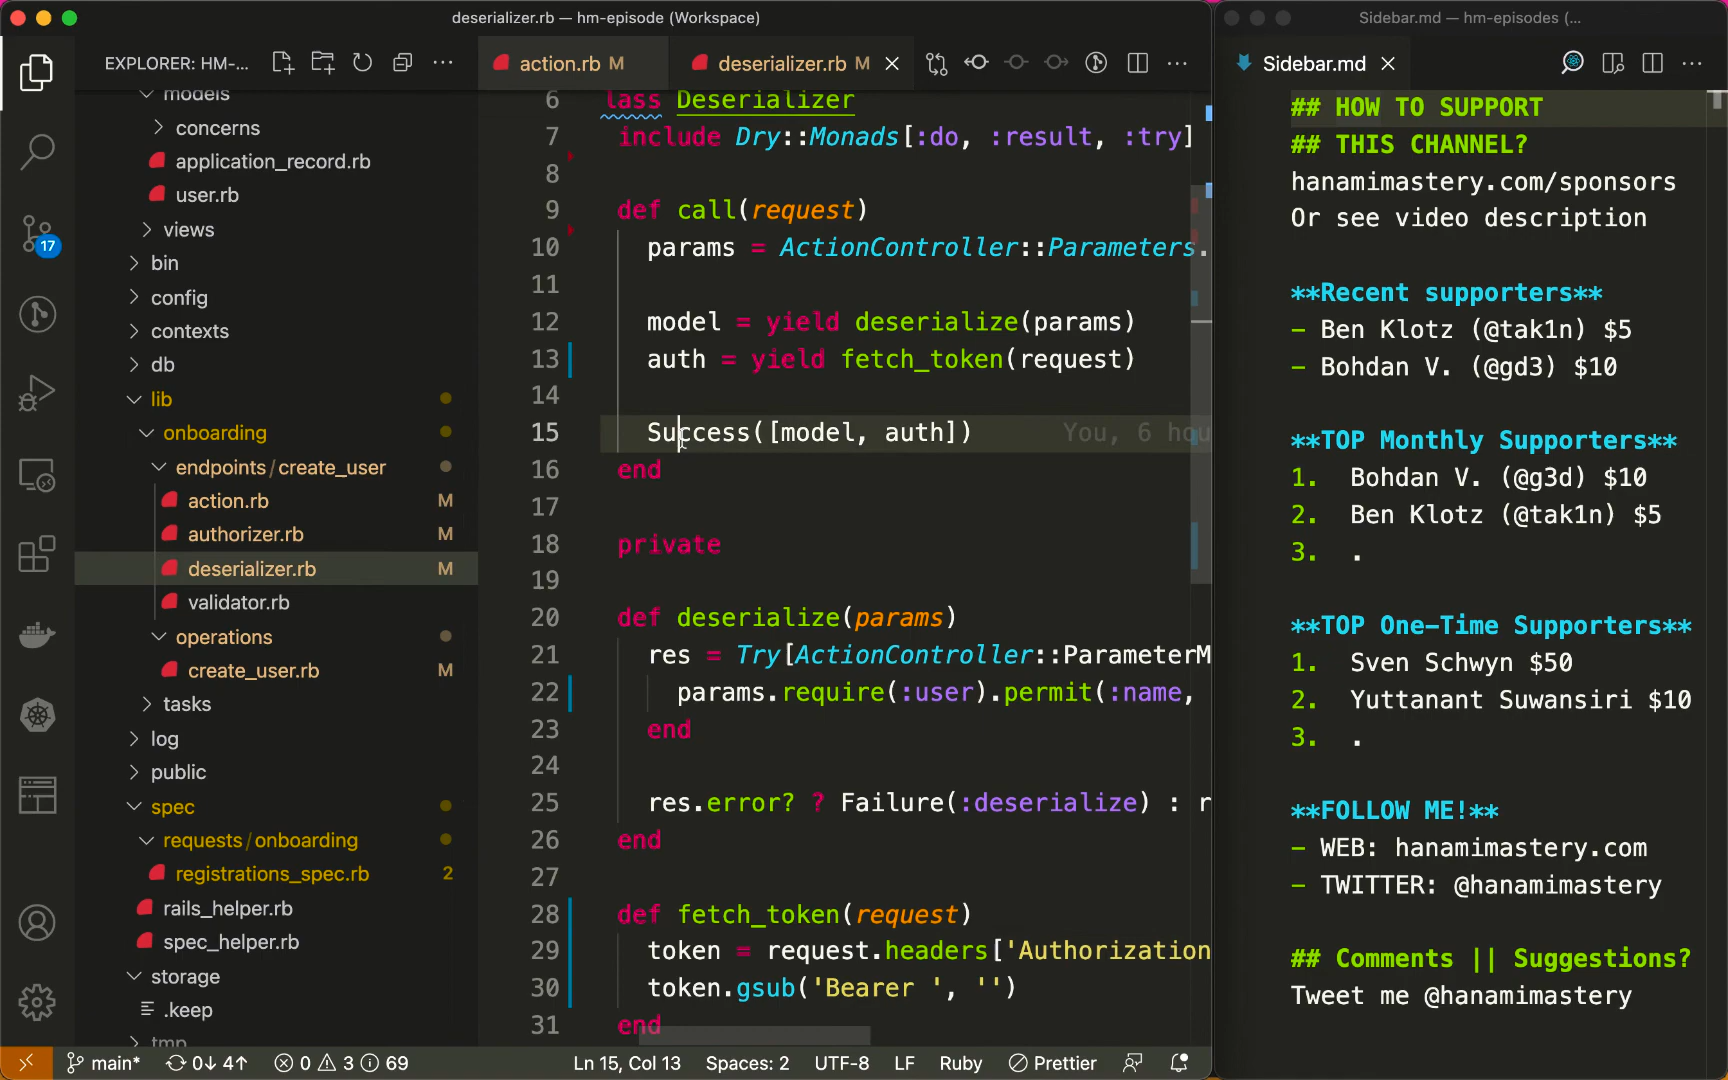 deserializer.rb — hm-episode (Workspace)
EXPLORER: HM-...
models
concerns
application_record.rb
user.rb
views
bin
config
contexts
db
lib
onboarding
endpoints/create_user
action.rb M
authorizer.rb M
deserializer.rb M
validator.rb
operations
create_user.rb M
tasks
log
public
spec
requests/onboarding
registrations_spec.rb 2
rails_helper.rb
spec_helper.rb
storage
.keep
tmp
17
action.rb M
deserializer.rb M
6 lass Deserializer
7 include Dry::Monads[:do, :result, :try]
8
9 def call(request)
10 params = ActionController::Parameters.
11
12 model = yield deserialize(params)
13 auth = yield fetch_token(request)
14
15 Success([model, auth]) You, 6 hou
16 end
17
18 private
19
20 def deserialize(params)
21 res = Try[ActionController::ParameterM
22 params.require(:user).permit(:name,
23 end
24
25 res.error? ? Failure(:deserialize) : r
26 end
27
28 def fetch_token(request)
29 token = request.headers['Authorization
30 token.gsub('Bearer ', '')
31 end
main* 0↓ 4↑ 0 3 69
Ln 15, Col 13 Spaces: 2 UTF-8 LF Ruby Prettier
Sidebar.md — hm-episodes (...
Sidebar.md
## HOW TO SUPPORT
## THIS CHANNEL?
hanamimastery.com/sponsors
Or see video description
**Recent supporters**
- Ben Klotz (@tak1n) $5
- Bohdan V. (@gd3) $10
**TOP Monthly Supporters**
1. Bohdan V. (@g3d) $10
2. Ben Klotz (@tak1n) $5
3. .
**TOP One-Time Supporters**
1. Sven Schwyn $50
2. Yuttanant Suwansiri $10
3. .
**FOLLOW ME!**
- WEB: hanamimastery.com
- TWITTER: @hanamimastery
## Comments || Suggestions?
Tweet me @hanamimastery